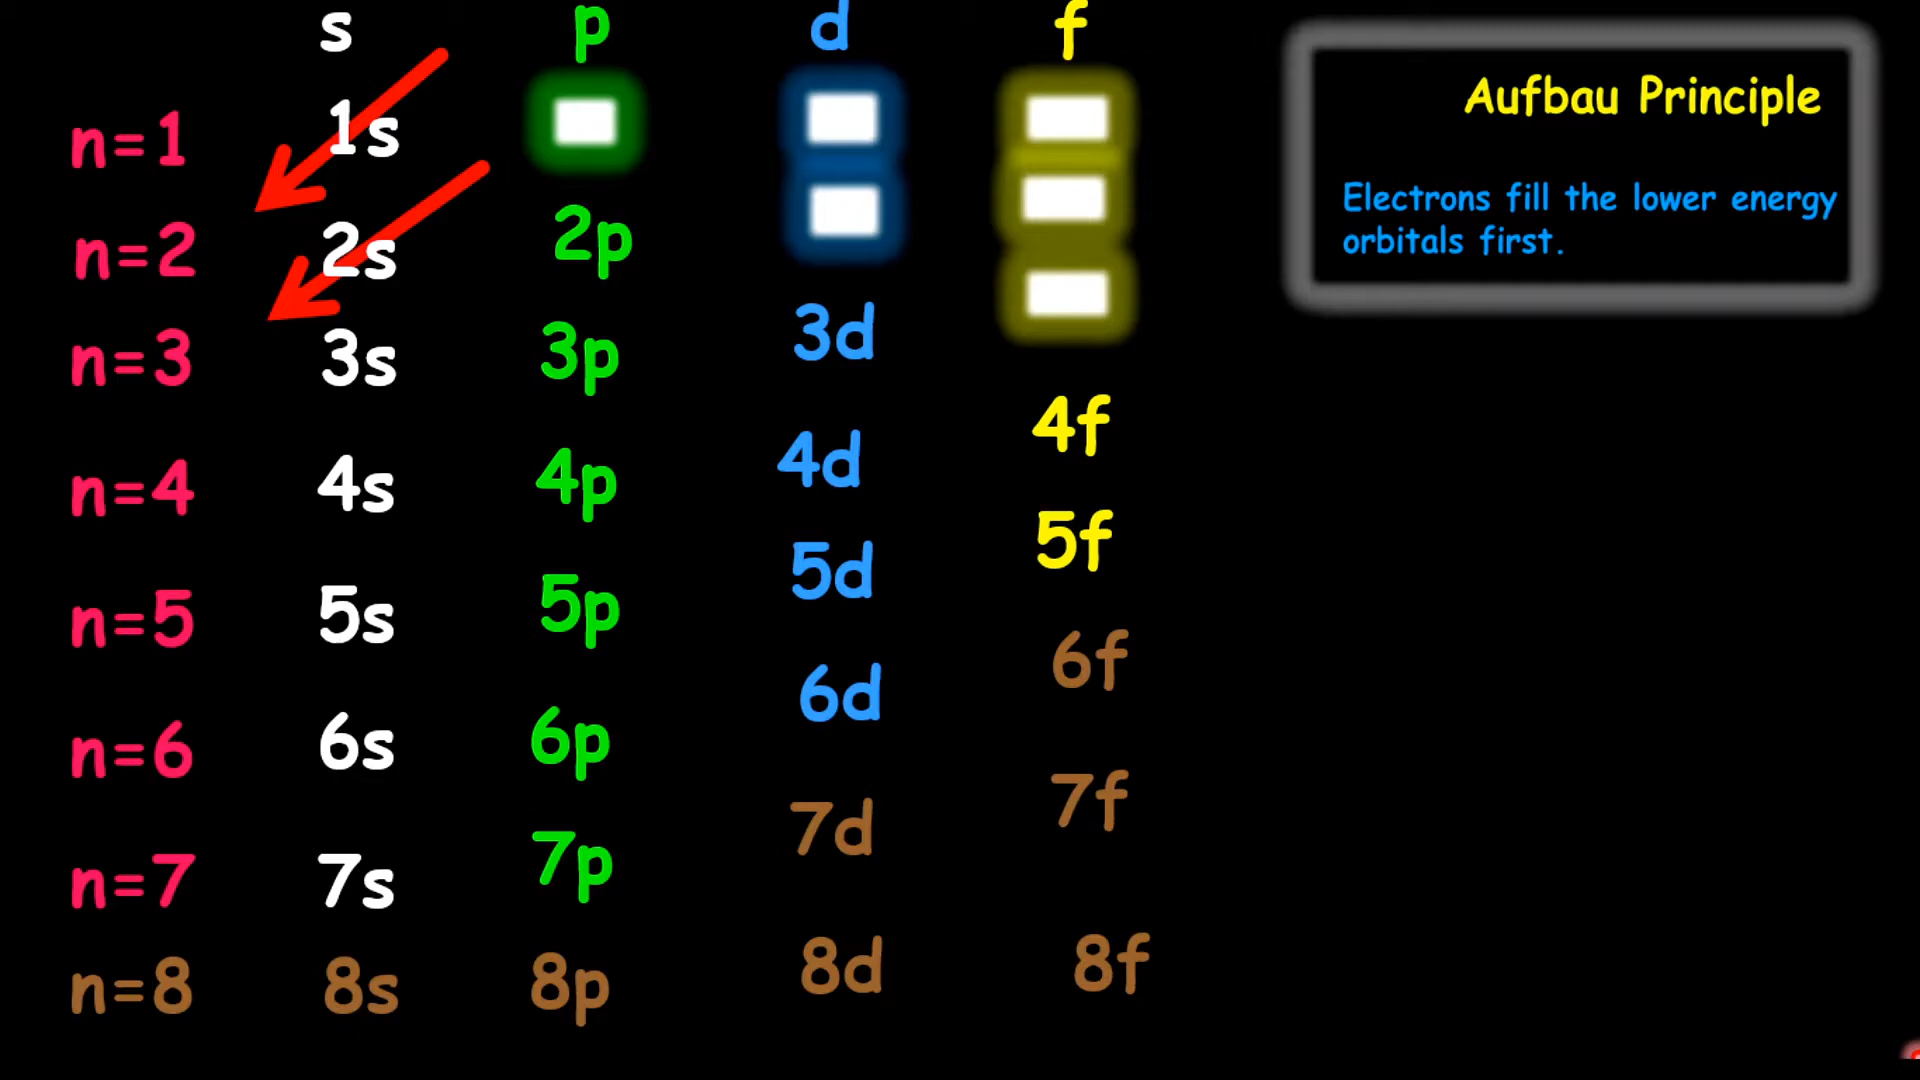 s p d f
n=1 1s
n=2 2s 2p
n=3 3s 3p 3d
n=4 4s 4p 4d 4f
n=5 5s 5p 5d 5f
n=6 6s 6p 6d 6f
n=7 7s 7p 7d 7f
n=8 8s 8p 8d 8f
Aufbau Principle
Electrons fill the lower energy
orbitals first.